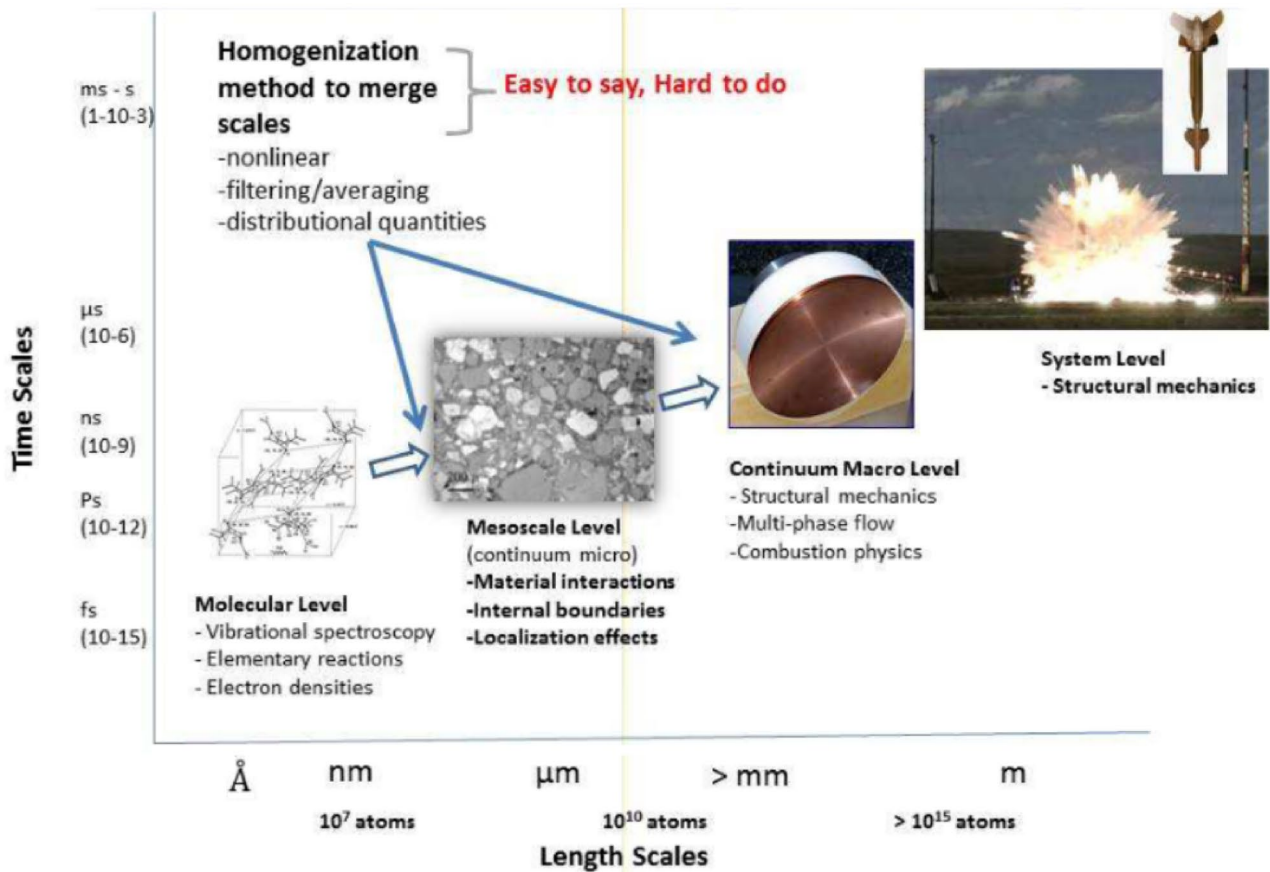 Homogenization
method to merge
scales
Easy to say, Hard to do
-nonlinear
-filtering/averaging
-distributional quantities
Time Scales
ms - s
(1-10-3)
µs
(10-6)
ns
(10-9)
Ps
(10-12)
fs
(10-15)
Molecular Level
- Vibrational spectroscopy
- Elementary reactions
- Electron densities
200 µ
Mesoscale Level
(continuum micro)
-Material interactions
-Internal boundaries
-Localization effects
Continuum Macro Level
- Structural mechanics
-Multi-phase flow
-Combustion physics
System Level
- Structural mechanics
Å nm µm > mm m
10⁷ atoms 10¹⁰ atoms > 10¹⁵ atoms
Length Scales